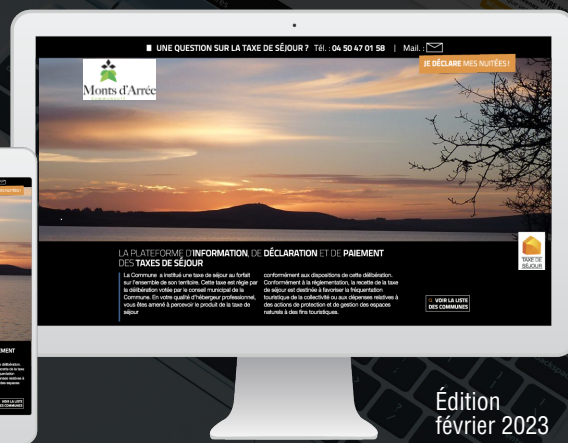 UNE QUESTION SUR LA TAXE DE SÉJOUR ? Tél. : 04 50 47 01 58 | Mail. :
JE DÉCLARE MES NUITÉES !
Monts d'Arrée
COMMUNAUTÉ
LA PLATEFORME D'INFORMATION, DE DÉCLARATION ET DE PAIEMENT
DES TAXES DE SÉJOUR
La Commune a institué une taxe de séjour au forfait
sur l'ensemble de son territoire. Cette taxe est régie par
la délibération votée par le conseil municipal de la
Commune. En votre qualité d'hébergeur professionnel,
vous êtes amené à percevoir le produit de la taxe de
séjour
conformément aux dispositions de cette délibération.
Conformément à la réglementation, la recette de la taxe
de séjour est destinée à favoriser la fréquentation
touristique de la collectivité ou aux dépenses relatives à
des actions de protection et de gestion des espaces
naturels à des fins touristiques.
TAXE DE
SÉJOUR
VOIR LA LISTE
DES COMMUNES
Édition
février 2023